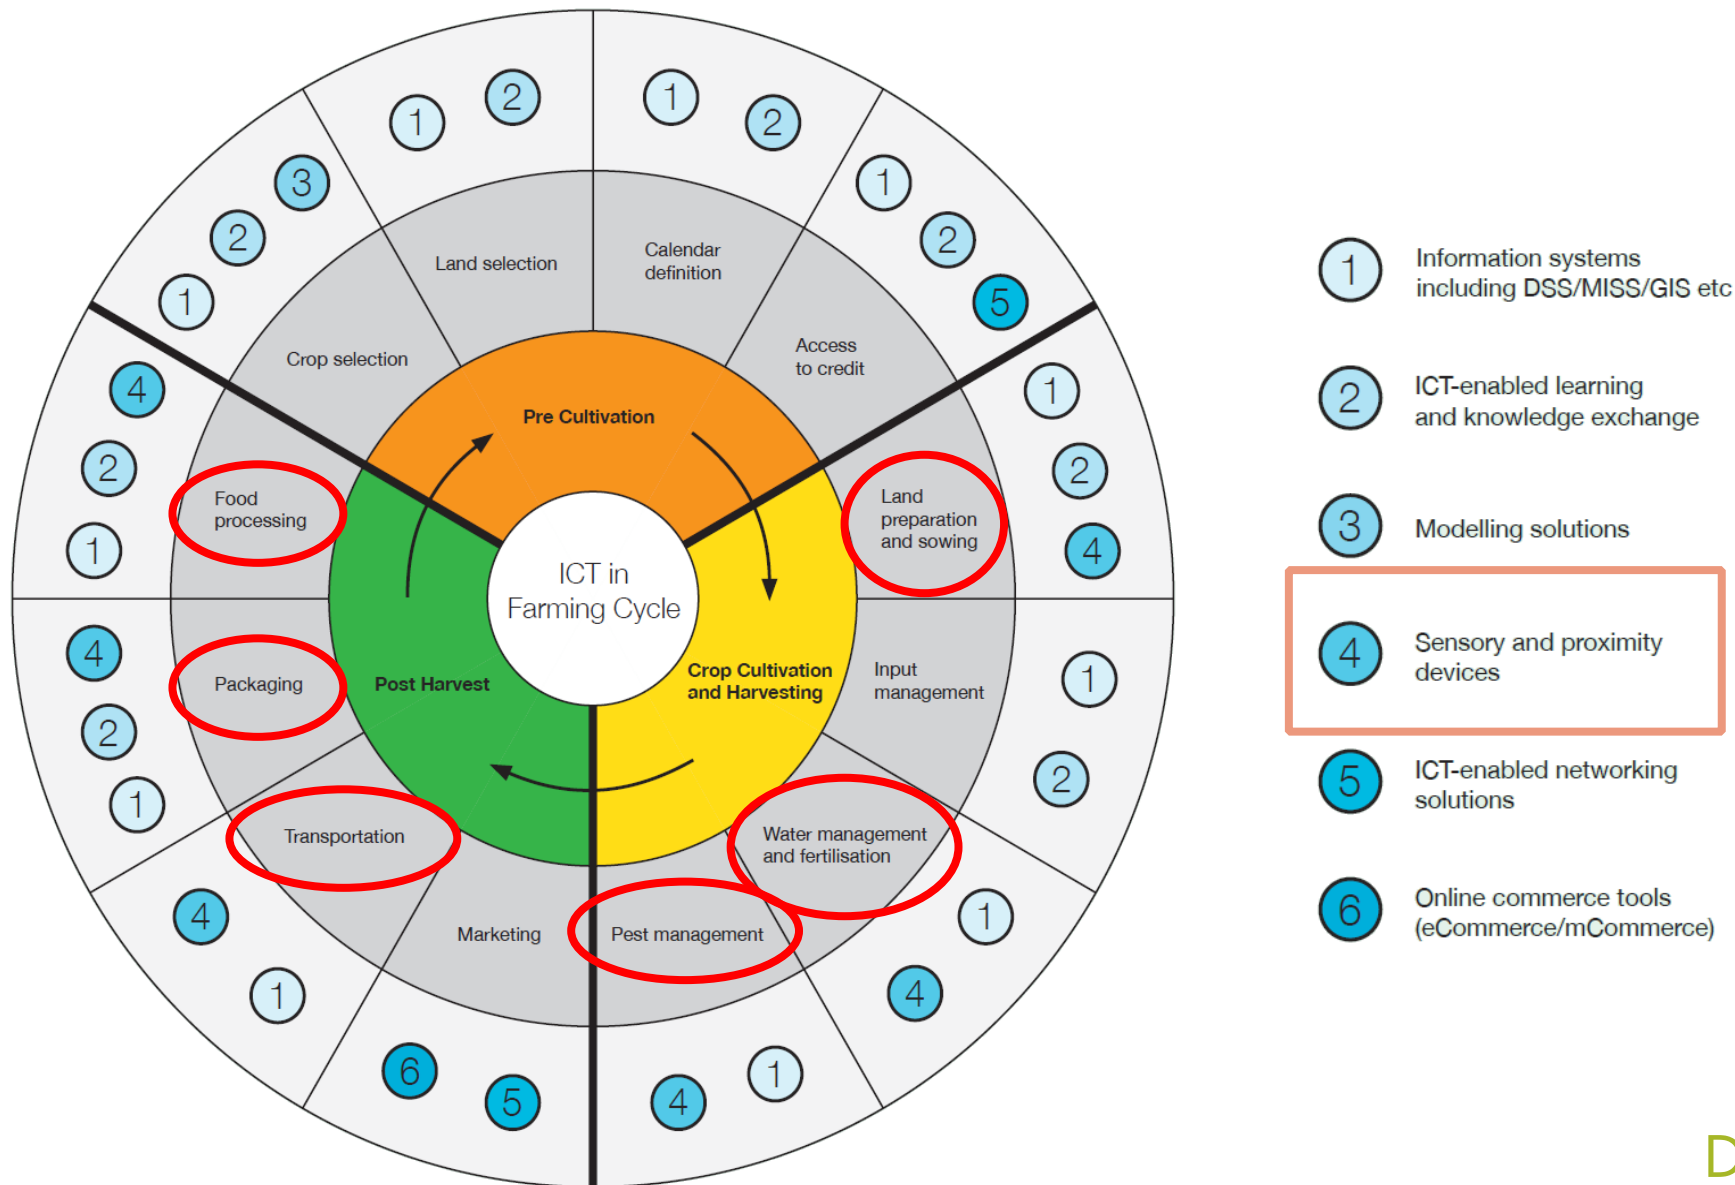 1
2
1
2
3
2
1
1
2
5
Land selection
Calendar
definition
Crop selection
Access
to credit
Pre Cultivation
4
2
1
Food
processing
1
2
4
Land
preparation
and sowing
ICT in
Farming Cycle
4
2
1
Packaging
Post Harvest
Crop Cultivation
and Harvesting
Input
management
1
2
Transportation
Water management
and fertilisation
Marketing
Pest management
4
1
1
4
6
5
4
1
1
Information systems
including DSS/MISS/GIS etc
2
ICT-enabled learning
and knowledge exchange
3
Modelling solutions
4
Sensory and proximity
devices
5
ICT-enabled networking
solutions
6
Online commerce tools
(eCommerce/mCommerce)
D